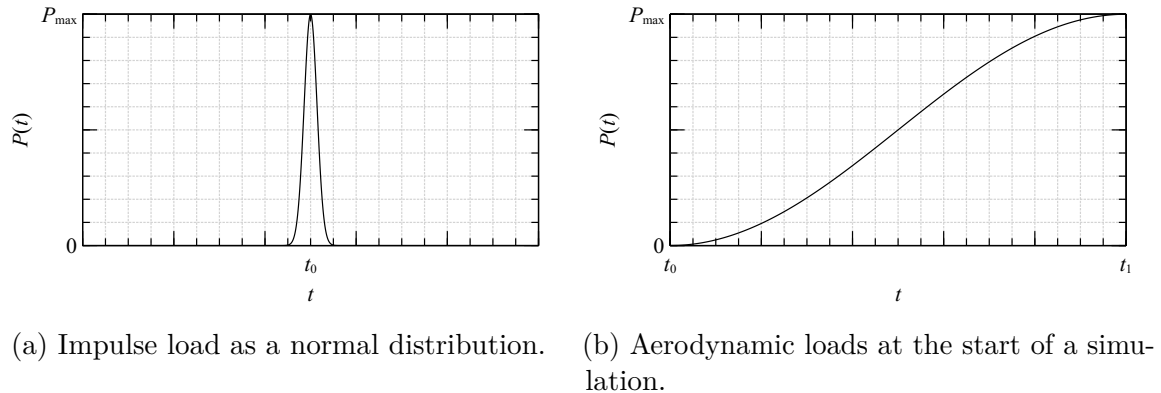 P_max
P(t)
0
t_0
t
(a) Impulse load as a normal distribution.
P_max
P(t)
0
t_0
t_1
t
(b) Aerodynamic loads at the start of a simu-
lation.